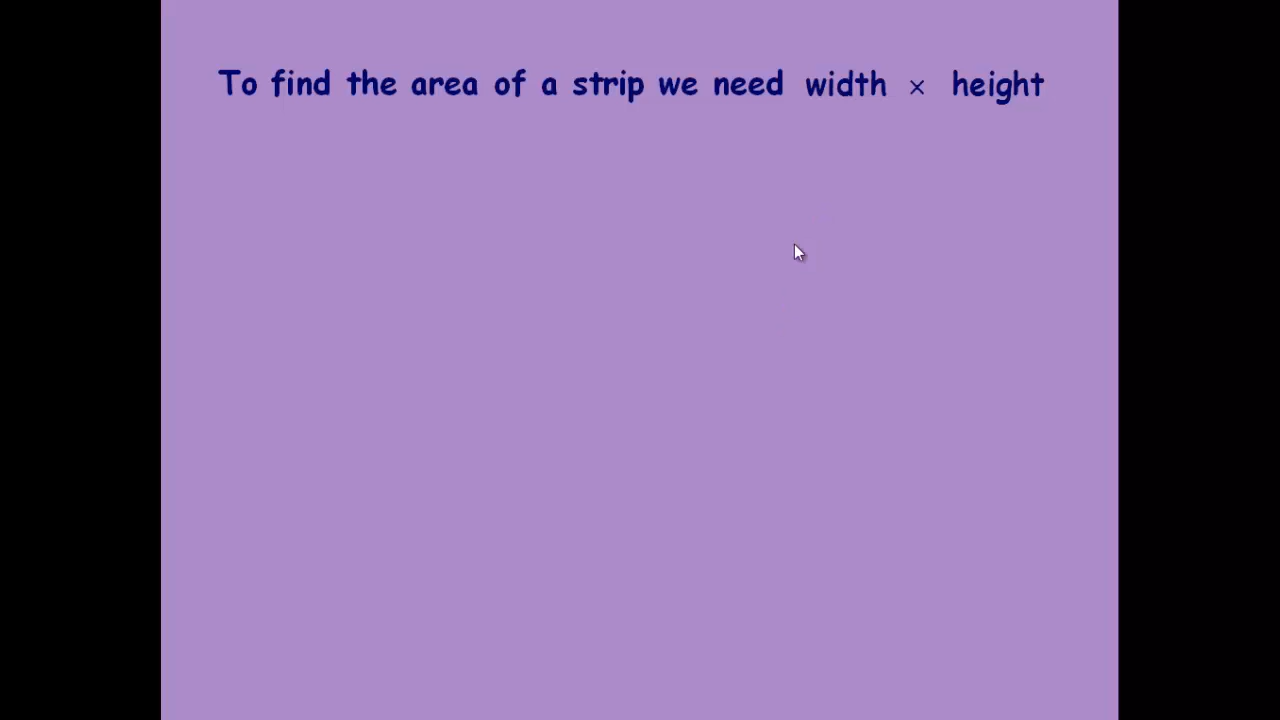 To find the area of a strip we need width × height